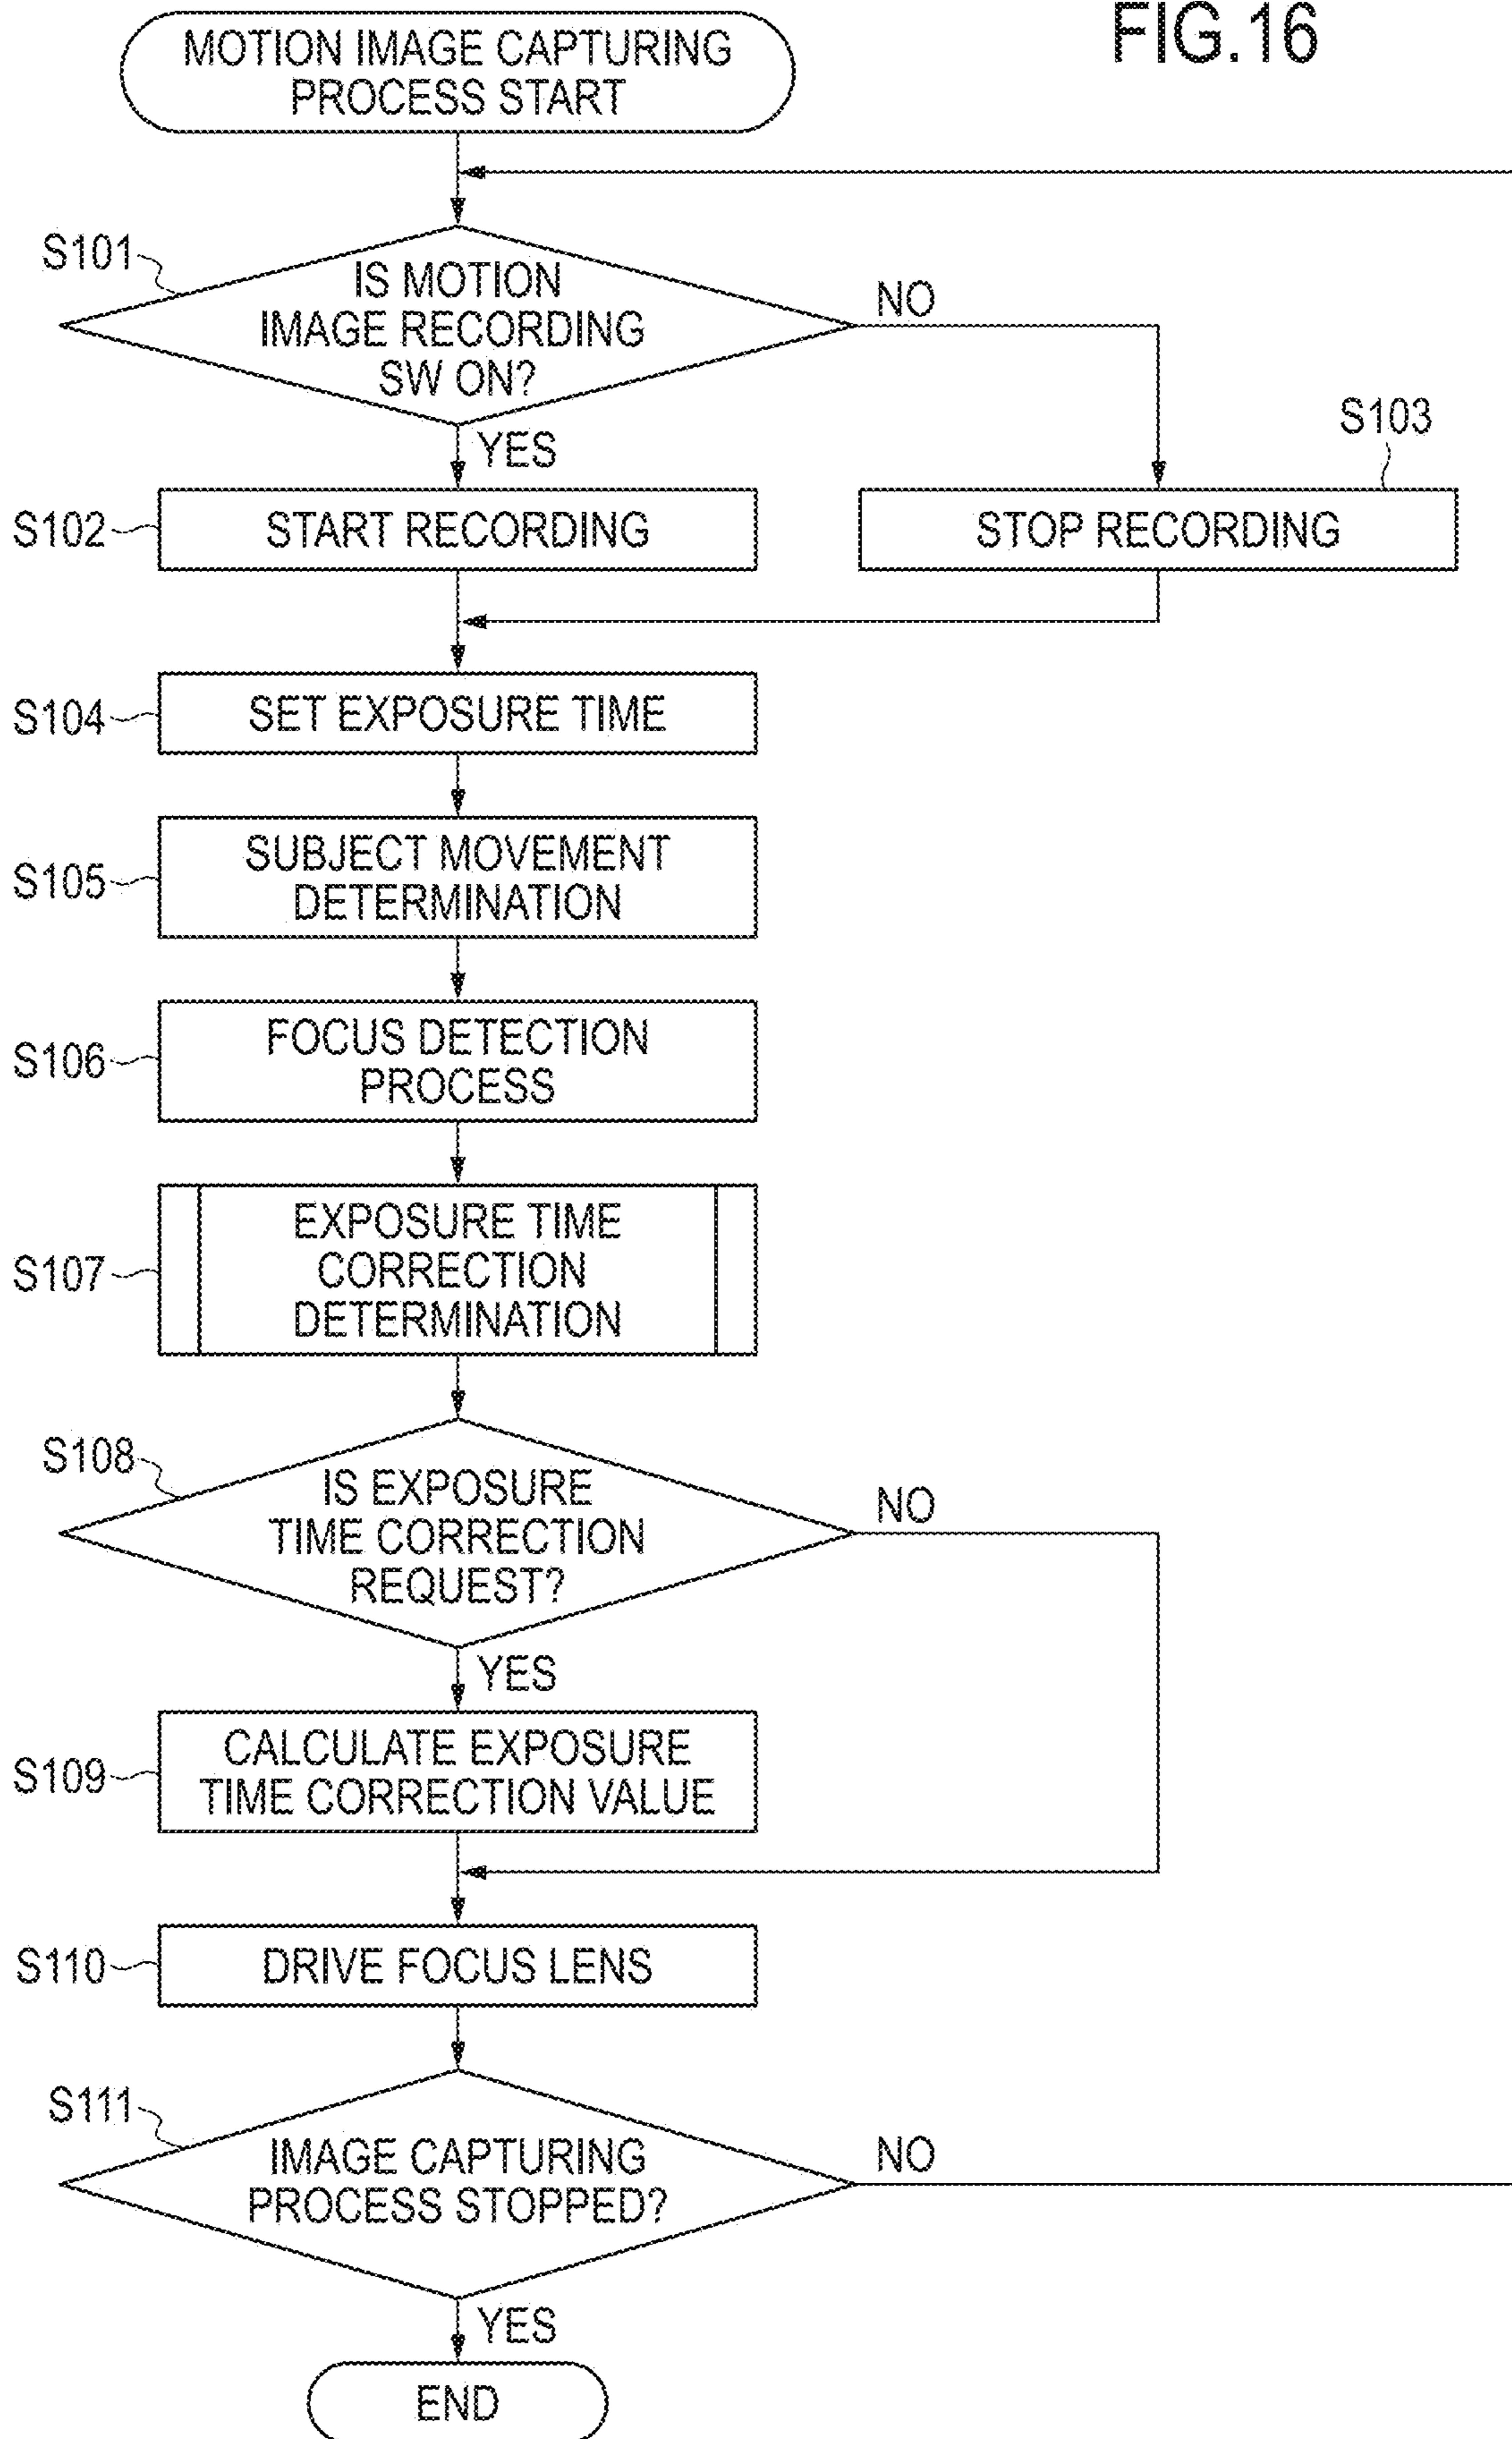 FIG.16
MOTION IMAGE CAPTURING
PROCESS START
S101
IS MOTION
IMAGE RECORDING
SW ON?
NO
YES
S102
START RECORDING
S103
STOP RECORDING
S104
SET EXPOSURE TIME
S105
SUBJECT MOVEMENT
DETERMINATION
S106
FOCUS DETECTION
PROCESS
S107
EXPOSURE TIME
CORRECTION
DETERMINATION
S108
IS EXPOSURE
TIME CORRECTION
REQUEST?
NO
YES
S109
CALCULATE EXPOSURE
TIME CORRECTION VALUE
S110
DRIVE FOCUS LENS
S111
IMAGE CAPTURING
PROCESS STOPPED?
NO
YES
END